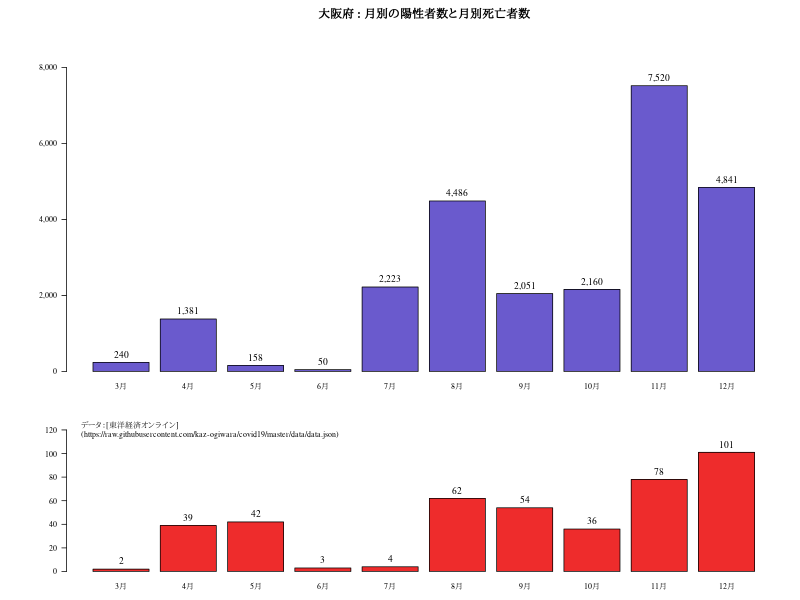 大阪府 : 月別の陽性者数と月別死亡者数
8,000
6,000
4,000
2,000
0
240
1,381
158
50
2,223
4,486
2,051
2,160
7,520
4,841
3月
4月
5月
6月
7月
8月
9月
10月
11月
12月
データ:[東洋経済オンライン]
(https://raw.githubusercontent.com/kaz-ogiwara/covid19/master/data/data.json)
120
100
80
60
40
20
0
2
39
42
3
4
62
54
36
78
101
3月
4月
5月
6月
7月
8月
9月
10月
11月
12月